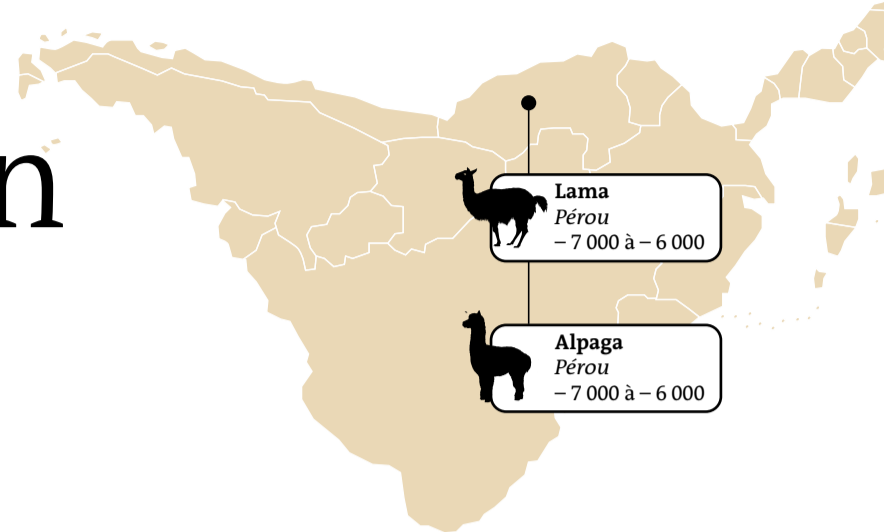 n
Lama
Pérou
– 7 000 à – 6 000
Alpaga
Pérou
– 7 000 à – 6 000